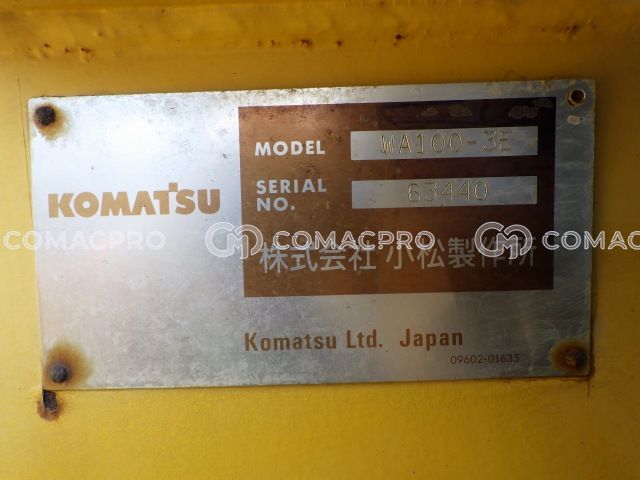 MODEL WA100-3E
KOMATSU
SERIAL NO. 63440
COMACPRO COMACPRO COMACPRO
株式会社 小松製作所
Komatsu Ltd. Japan
09602-01635